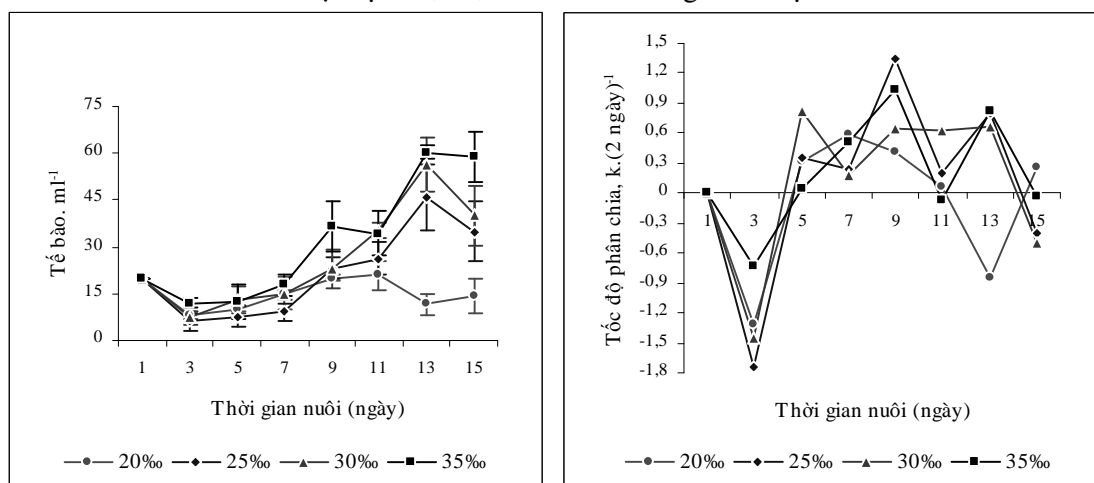 Tế bào. ml⁻¹
75
60
45
30
15
0
1 3 5 7 9 11 13 15
Thời gian nuôi (ngày)
20‰ 25‰ 30‰ 35‰
Tốc độ phân chia, k.(2 ngày)⁻¹
1,5
1,2
0,9
0,6
0,3
0
-0,3
-0,6
-0,9
-1,2
-1,5
-1,8
1 3 5 7 9 11 13 15
Thời gian nuôi (ngày)
20‰ 25‰ 30‰ 35‰